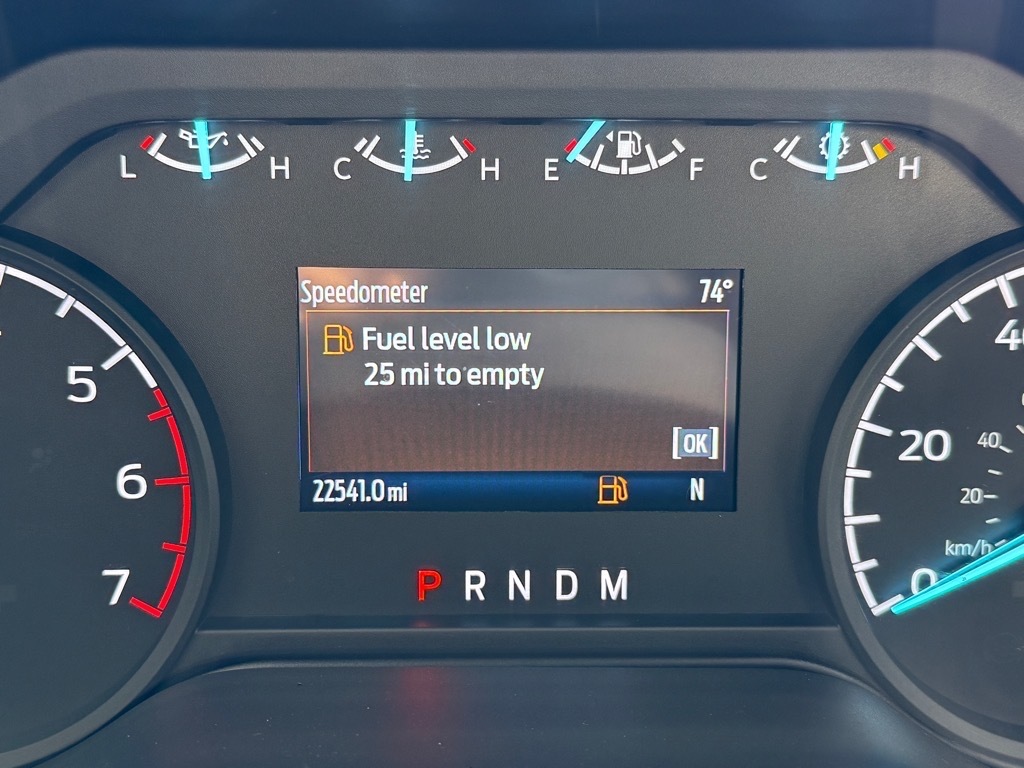 L H C H E F C H
Speedometer 74°
Fuel level low
25 mi to empty
[OK]
22541.0 mi N
P R N D M
5
6
7
40
20
0
40
20
km/h